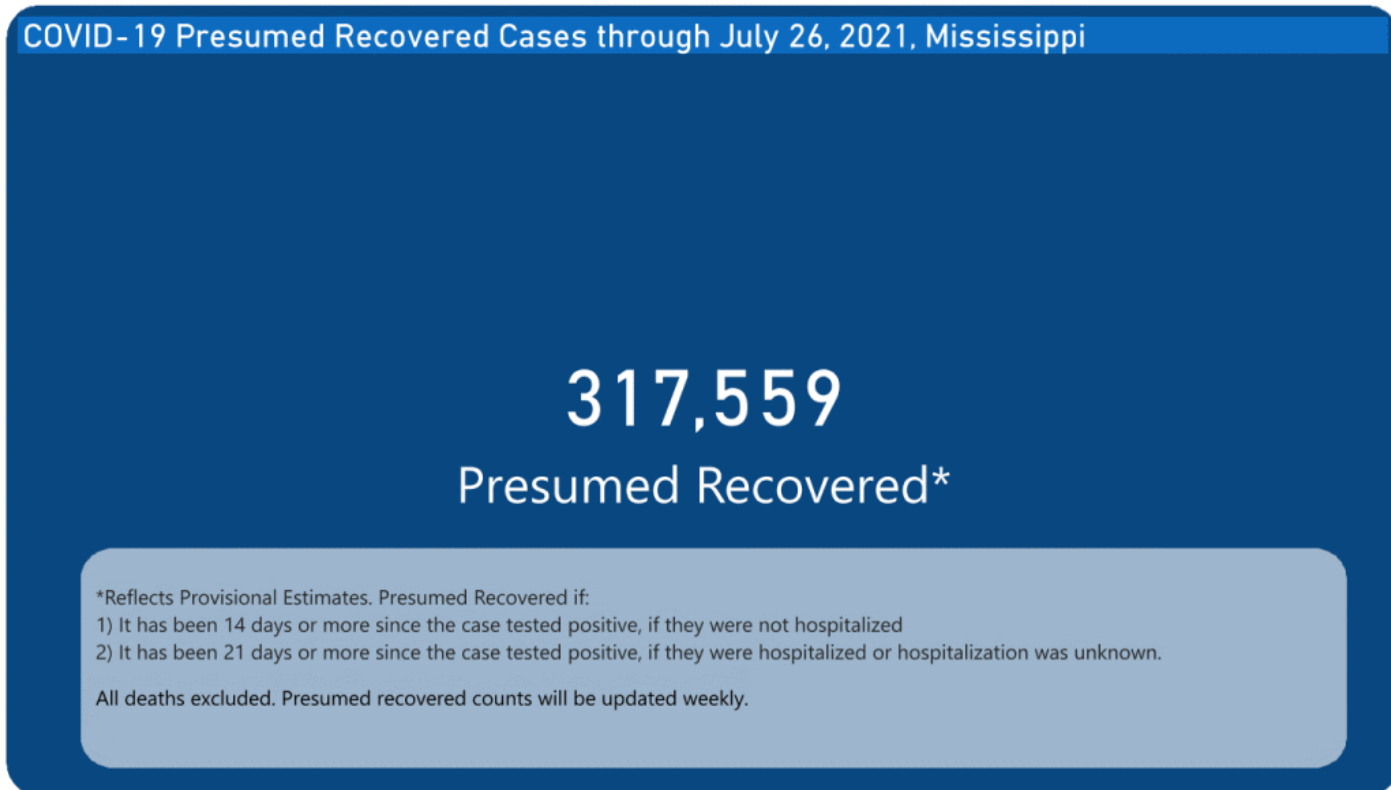 COVID-19 Presumed Recovered Cases through July 26, 2021, Mississippi
317,559
Presumed Recovered*
*Reflects Provisional Estimates. Presumed Recovered if:
1) It has been 14 days or more since the case tested positive, if they were not hospitalized
2) It has been 21 days or more since the case tested positive, if they were hospitalized or hospitalization was unknown.
All deaths excluded. Presumed recovered counts will be updated weekly.